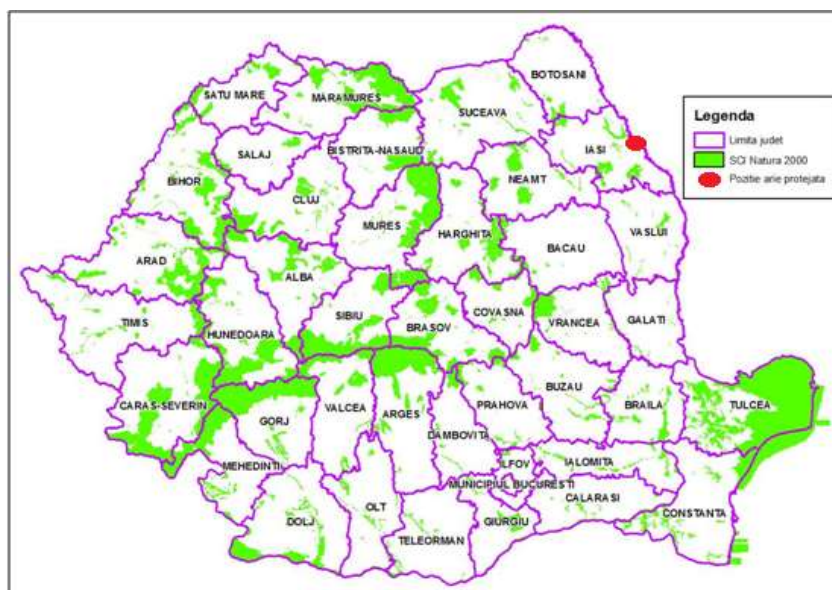 BOTOSANI
SATU MARE
MARAMURES
SUCEAVA
Legenda
Limita judet
SCI Natura 2000
Pozitie arie protejata
SALAJ
BISTRITA-NASAUD
IASI
BIHOR
CLUJ
NEAMT
MURES
HARGHITA
VASLUI
BACAU
ARAD
ALBA
TIMIS
HUNEDOARA
SIBIU
BRASOV
COVASNA
VRANCEA
GALATI
CARAS-SEVERIN
GORJ
VALCEA
ARGES
PRAHOVA
BUZAU
BRAILA
TULCEA
DAMBOVITA
MEHEDINTI
ILFOV
IALOMITA
MUNICIPIUL BUCURESTI
CALARASI
OLT
DOLJ
GIURGIU
CONSTANTA
TELEORMAN